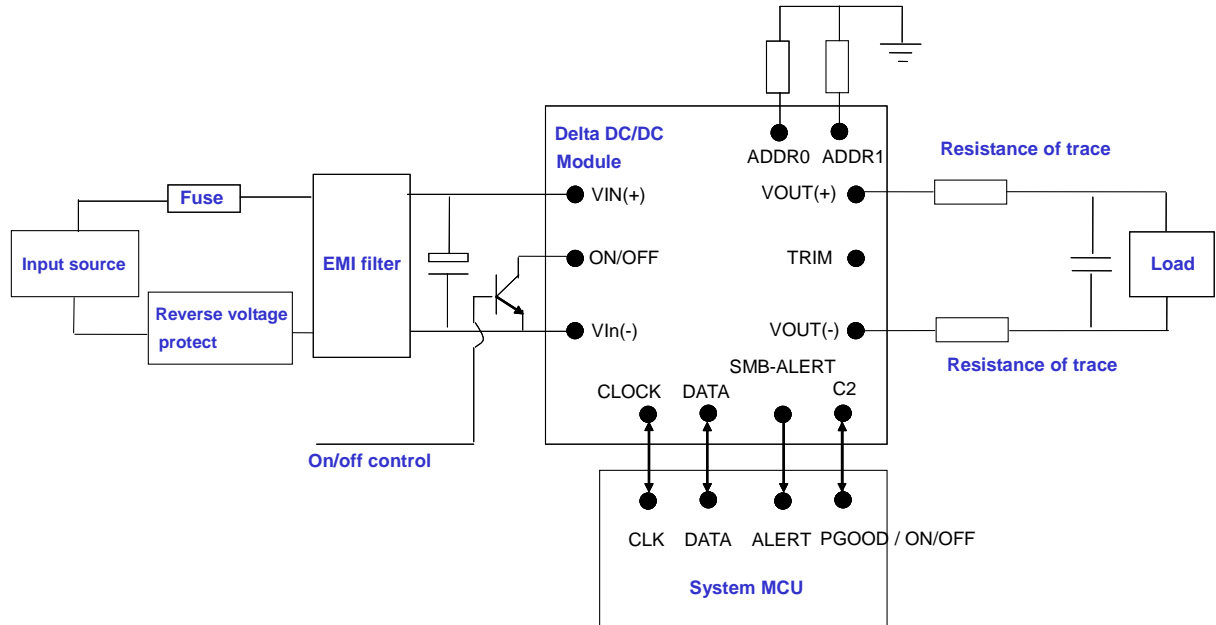 Delta DC/DC
Module
ADDR0 ADDR1
Resistance of trace
Fuse
VIN(+)
VOUT(+)
Input source
EMI filter
ON/OFF
TRIM
Load
Reverse voltage
protect
VIn(-)
VOUT(-)
Resistance of trace
SMB-ALERT
CLOCK DATA C2
On/off control
CLK DATA ALERT PGOOD / ON/OFF
System MCU